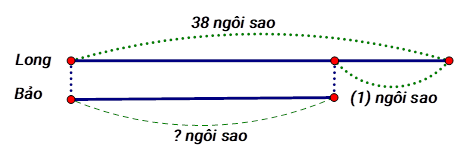 38 ngôi sao
Long
Bảo
(1) ngôi sao
? ngôi sao